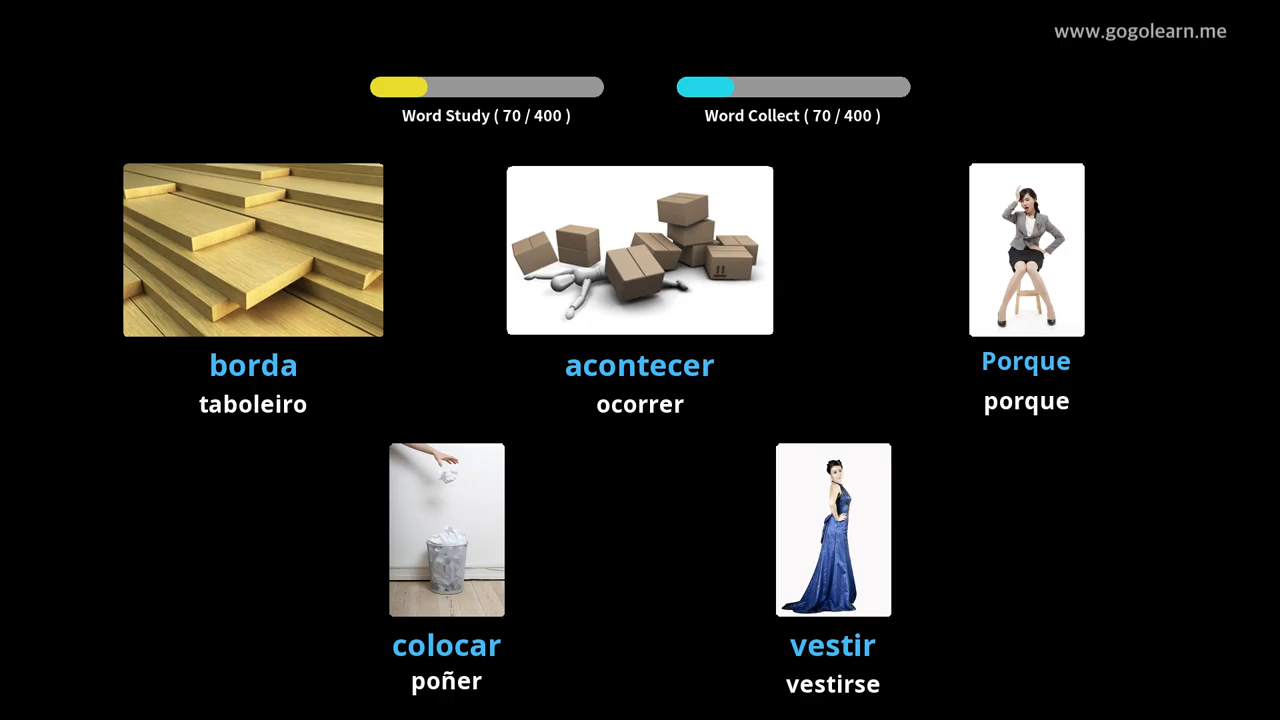 www.gogolearn.me
Word Study ( 70 / 400 )
Word Collect ( 70 / 400 )
borda
taboleiro
acontecer
ocorrer
Porque
porque
colocar
poñer
vestir
vestirse